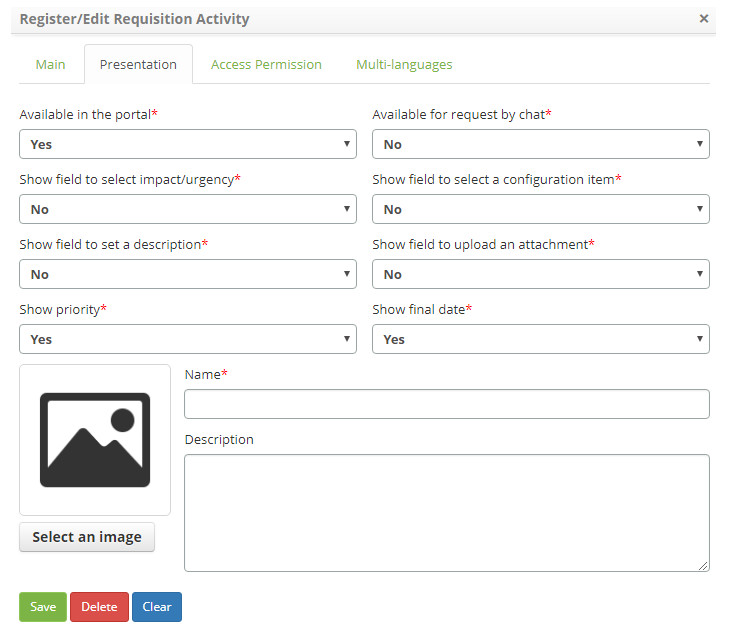 Register/Edit Requisition Activity ×
Main Presentation Access Permission Multi-languages
Available in the portal* Available for request by chat*
Yes No
Show field to select impact/urgency* Show field to select a configuration item*
No No
Show field to set a description* Show field to upload an attachment*
No No
Show priority* Show final date*
Yes Yes
Name*
Description
Select an image
Save Delete Clear